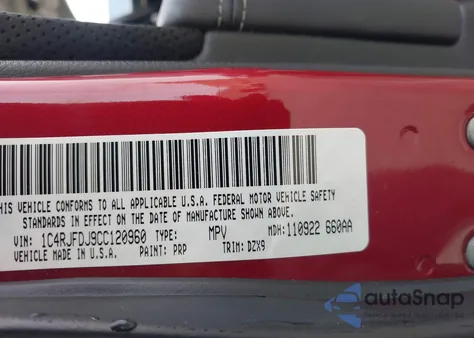 HIS VEHICLE CONFORMS TO ALL APPLICABLE U.S.A. FEDERAL MOTOR VEHICLE SAFETY
STANDARDS IN EFFECT ON THE DATE OF MANUFACTURE SHOWN ABOVE.
VIN: 1C4RJFDJ9CC120960 TYPE: MPV MDH: 110922 660AA
VEHICLE MADE IN U.S.A. PAINT: PRP TRIM: DZX9
autoSnap